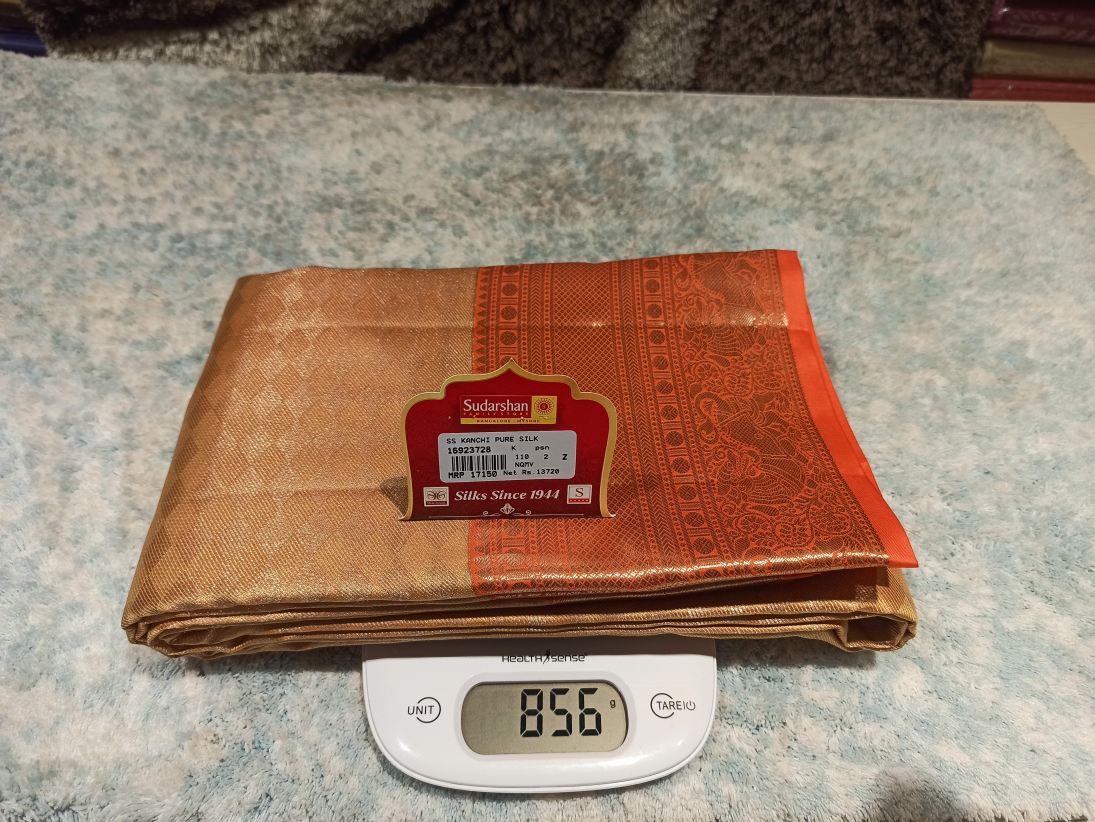 Sudarshan
FAMILY STORE
BANGALORE | MYSORE
SS KANCHI PURE SILK
16923728 K psn
110 2 Z
NQMV
MRP 17150 Net Rs.13720
Silks Since 1944
S
HEALTH SENSE
UNIT 856 g TARE